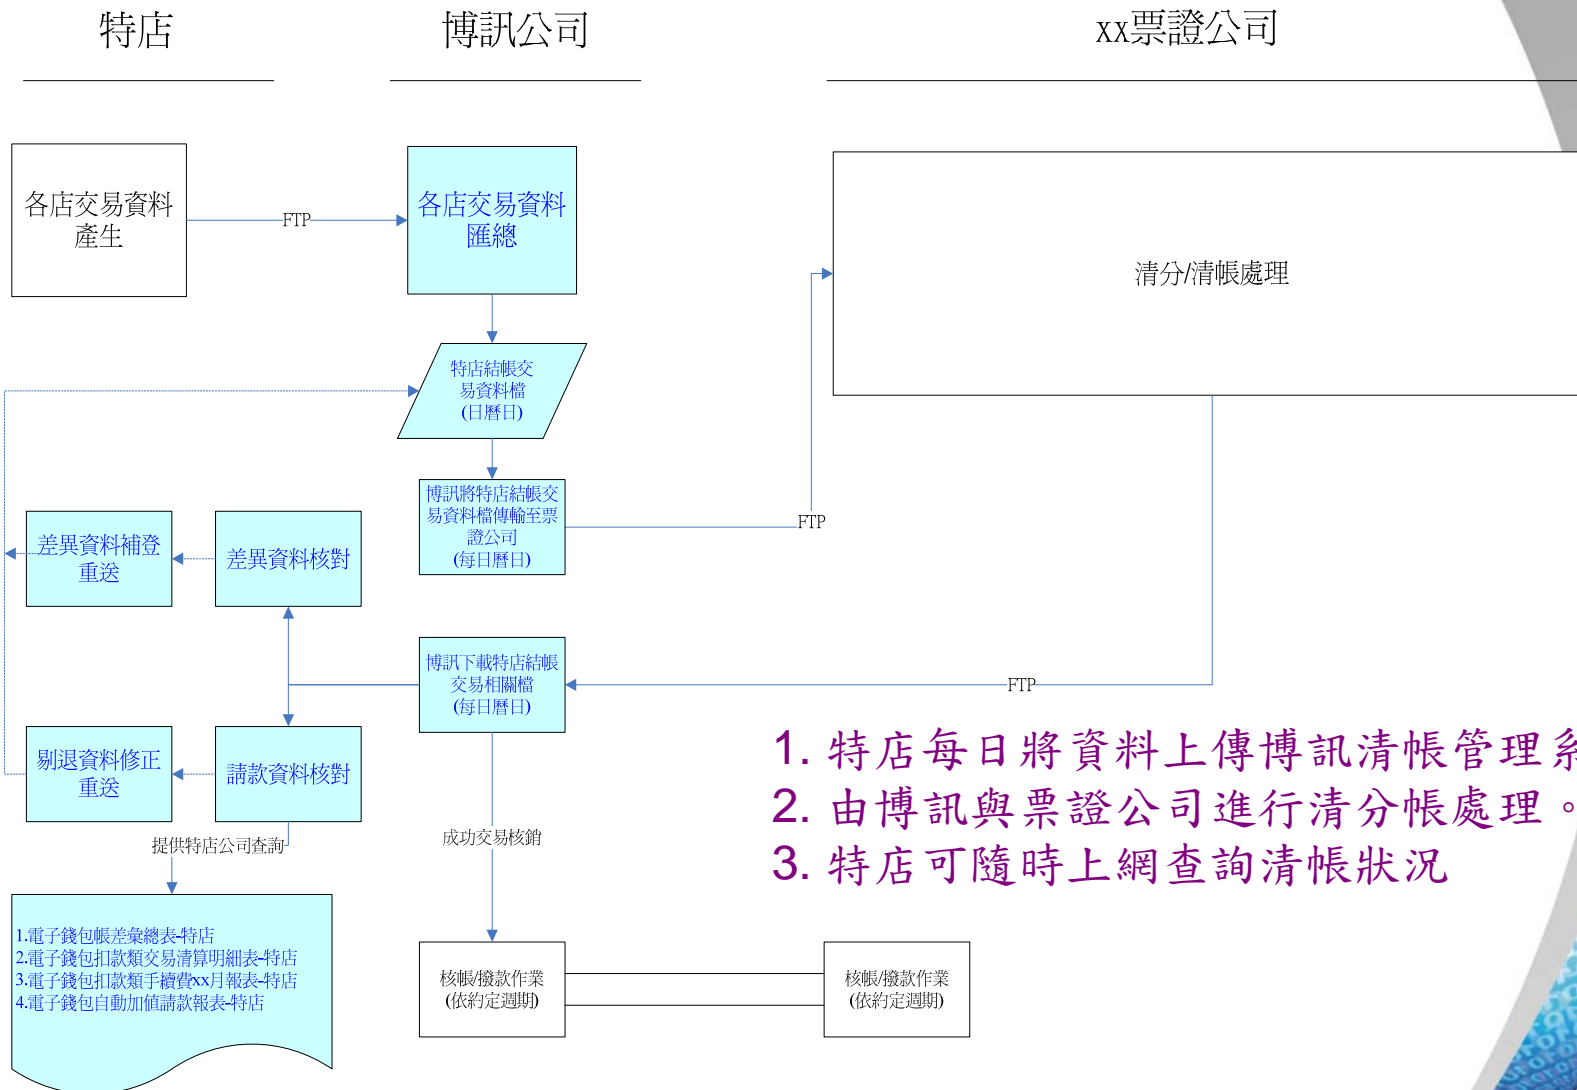 特店
博訊公司
xx票證公司
各店交易資料
產生
FTP
各店交易資料
匯總
清分/清帳處理
特店結帳交
易資料檔
(日曆日)
博訊將特店結帳交
易資料檔傳輸至票
證公司
(每日曆日)
FTP
差異資料補登
重送
差異資料核對
博訊下載特店結帳
交易相關檔
(每日曆日)
FTP
剔退資料修正
重送
請款資料核對
提供特店公司查詢
成功交易核銷
1. 特店每日將資料上傳博訊清帳管理系
2. 由博訊與票證公司進行清分帳處理。
3. 特店可隨時上網查詢清帳狀況
1.電子錢包帳差彙總表-特店
2.電子錢包扣款類交易清算明細表-特店
3.電子錢包扣款類手續費xx月報表-特店
4.電子錢包自動加值請款報表-特店
核帳/撥款作業
(依約定週期)
核帳/撥款作業
(依約定週期)